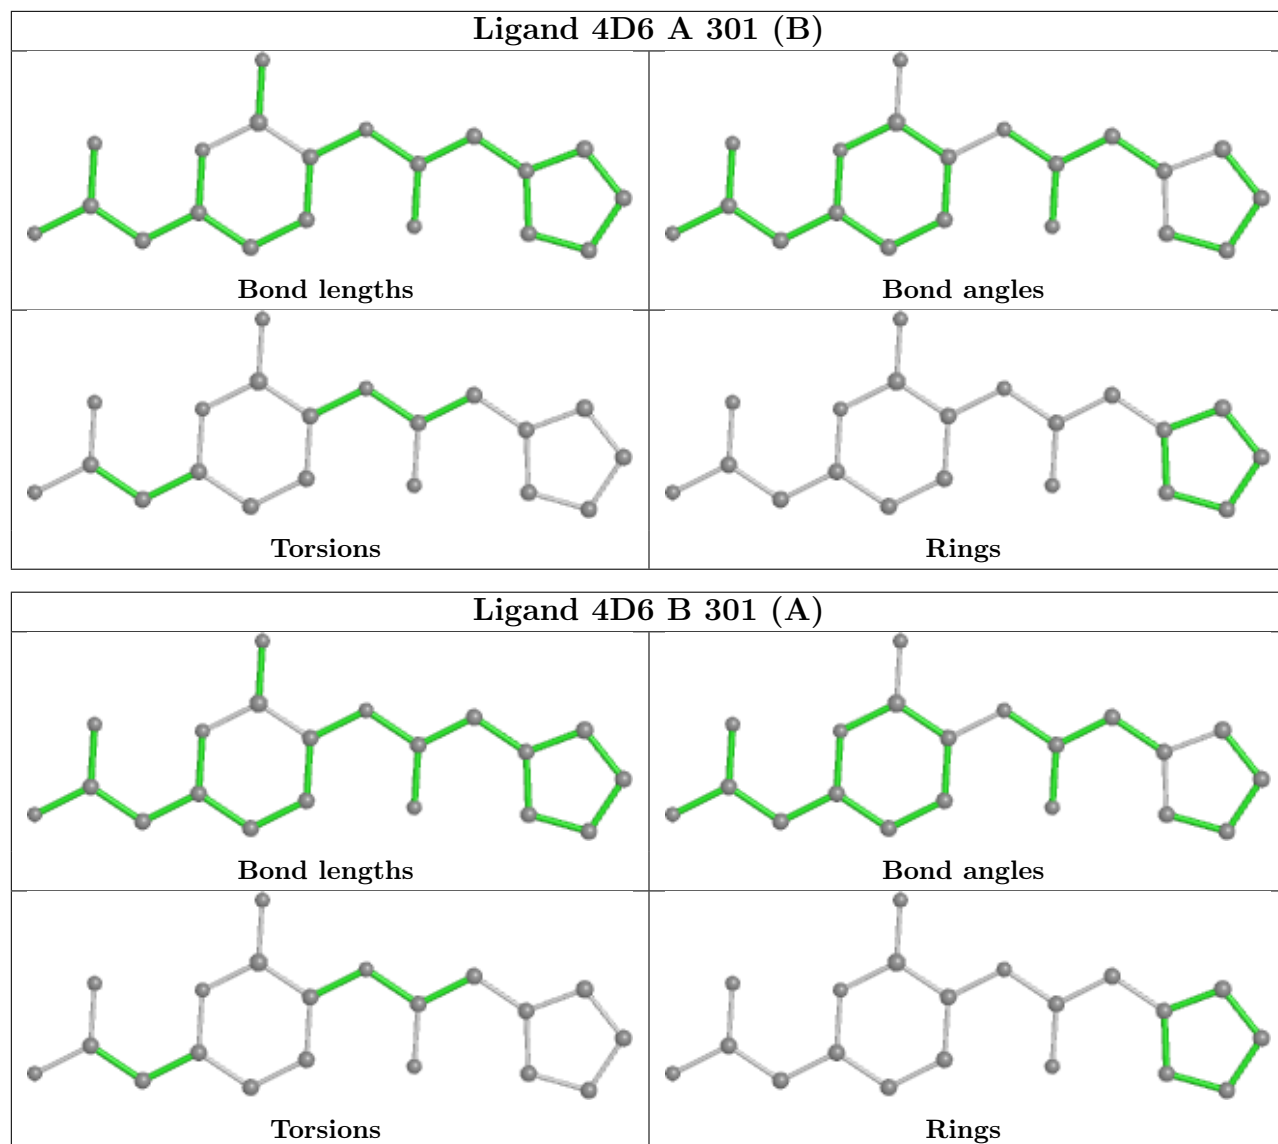 Ligand 4D6 A 301 (B)
Bond lengths
Bond angles
Torsions
Rings
Ligand 4D6 B 301 (A)
Bond lengths
Bond angles
Torsions
Rings